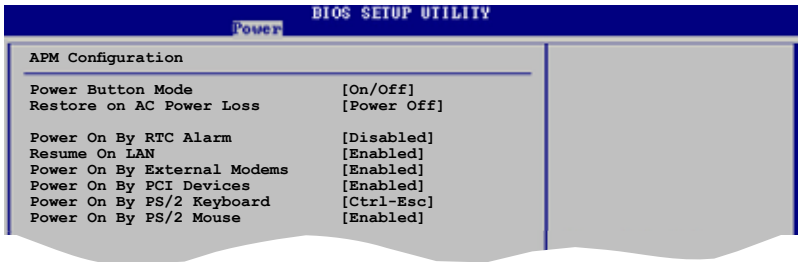 BIOS SETUP UTILITY
Power
APM Configuration
Power Button Mode [On/Off]
Restore on AC Power Loss [Power Off]
Power On By RTC Alarm [Disabled]
Resume On LAN [Enabled]
Power On By External Modems [Enabled]
Power On By PCI Devices [Enabled]
Power On By PS/2 Keyboard [Ctrl-Esc]
Power On By PS/2 Mouse [Enabled]